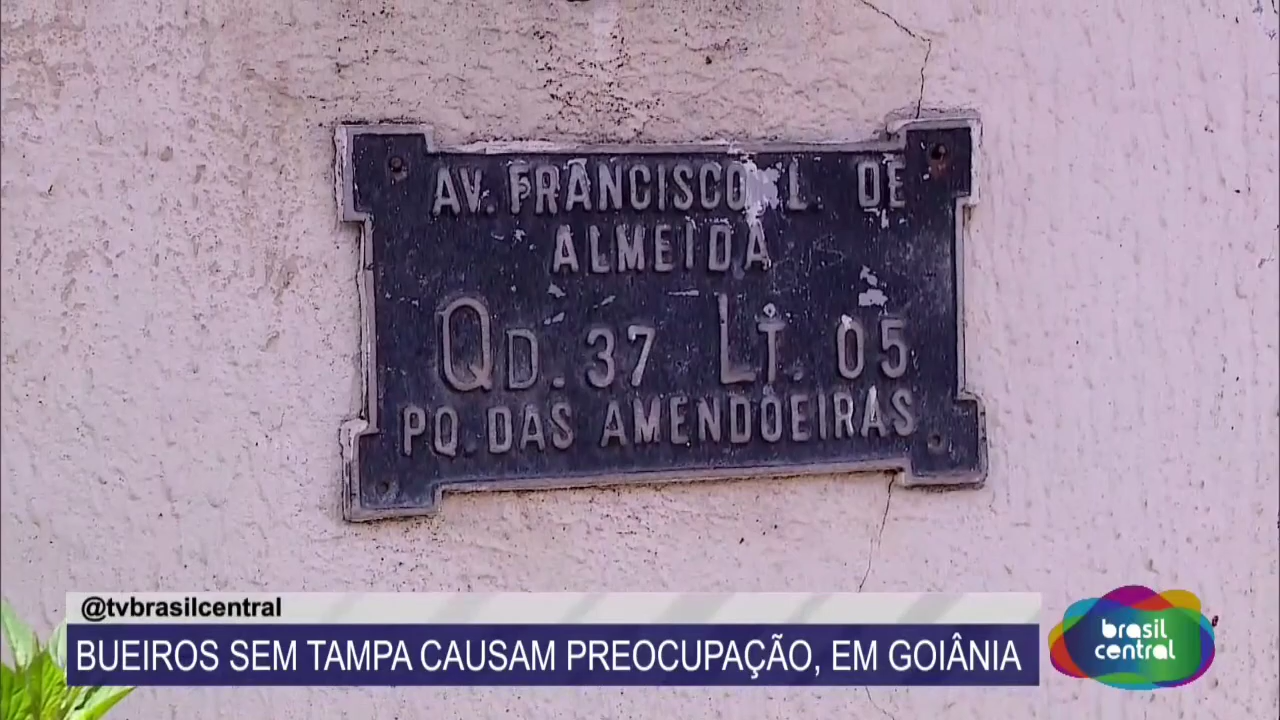 AV. FRANCISCO L. DE
ALMEIDA
QD. 37 LT. 05
PQ. DAS AMENDOEIRAS
@tvbrasilcentral
BUEIROS SEM TAMPA CAUSAM PREOCUPAÇÃO, EM GOIÂNIA
brasil
central